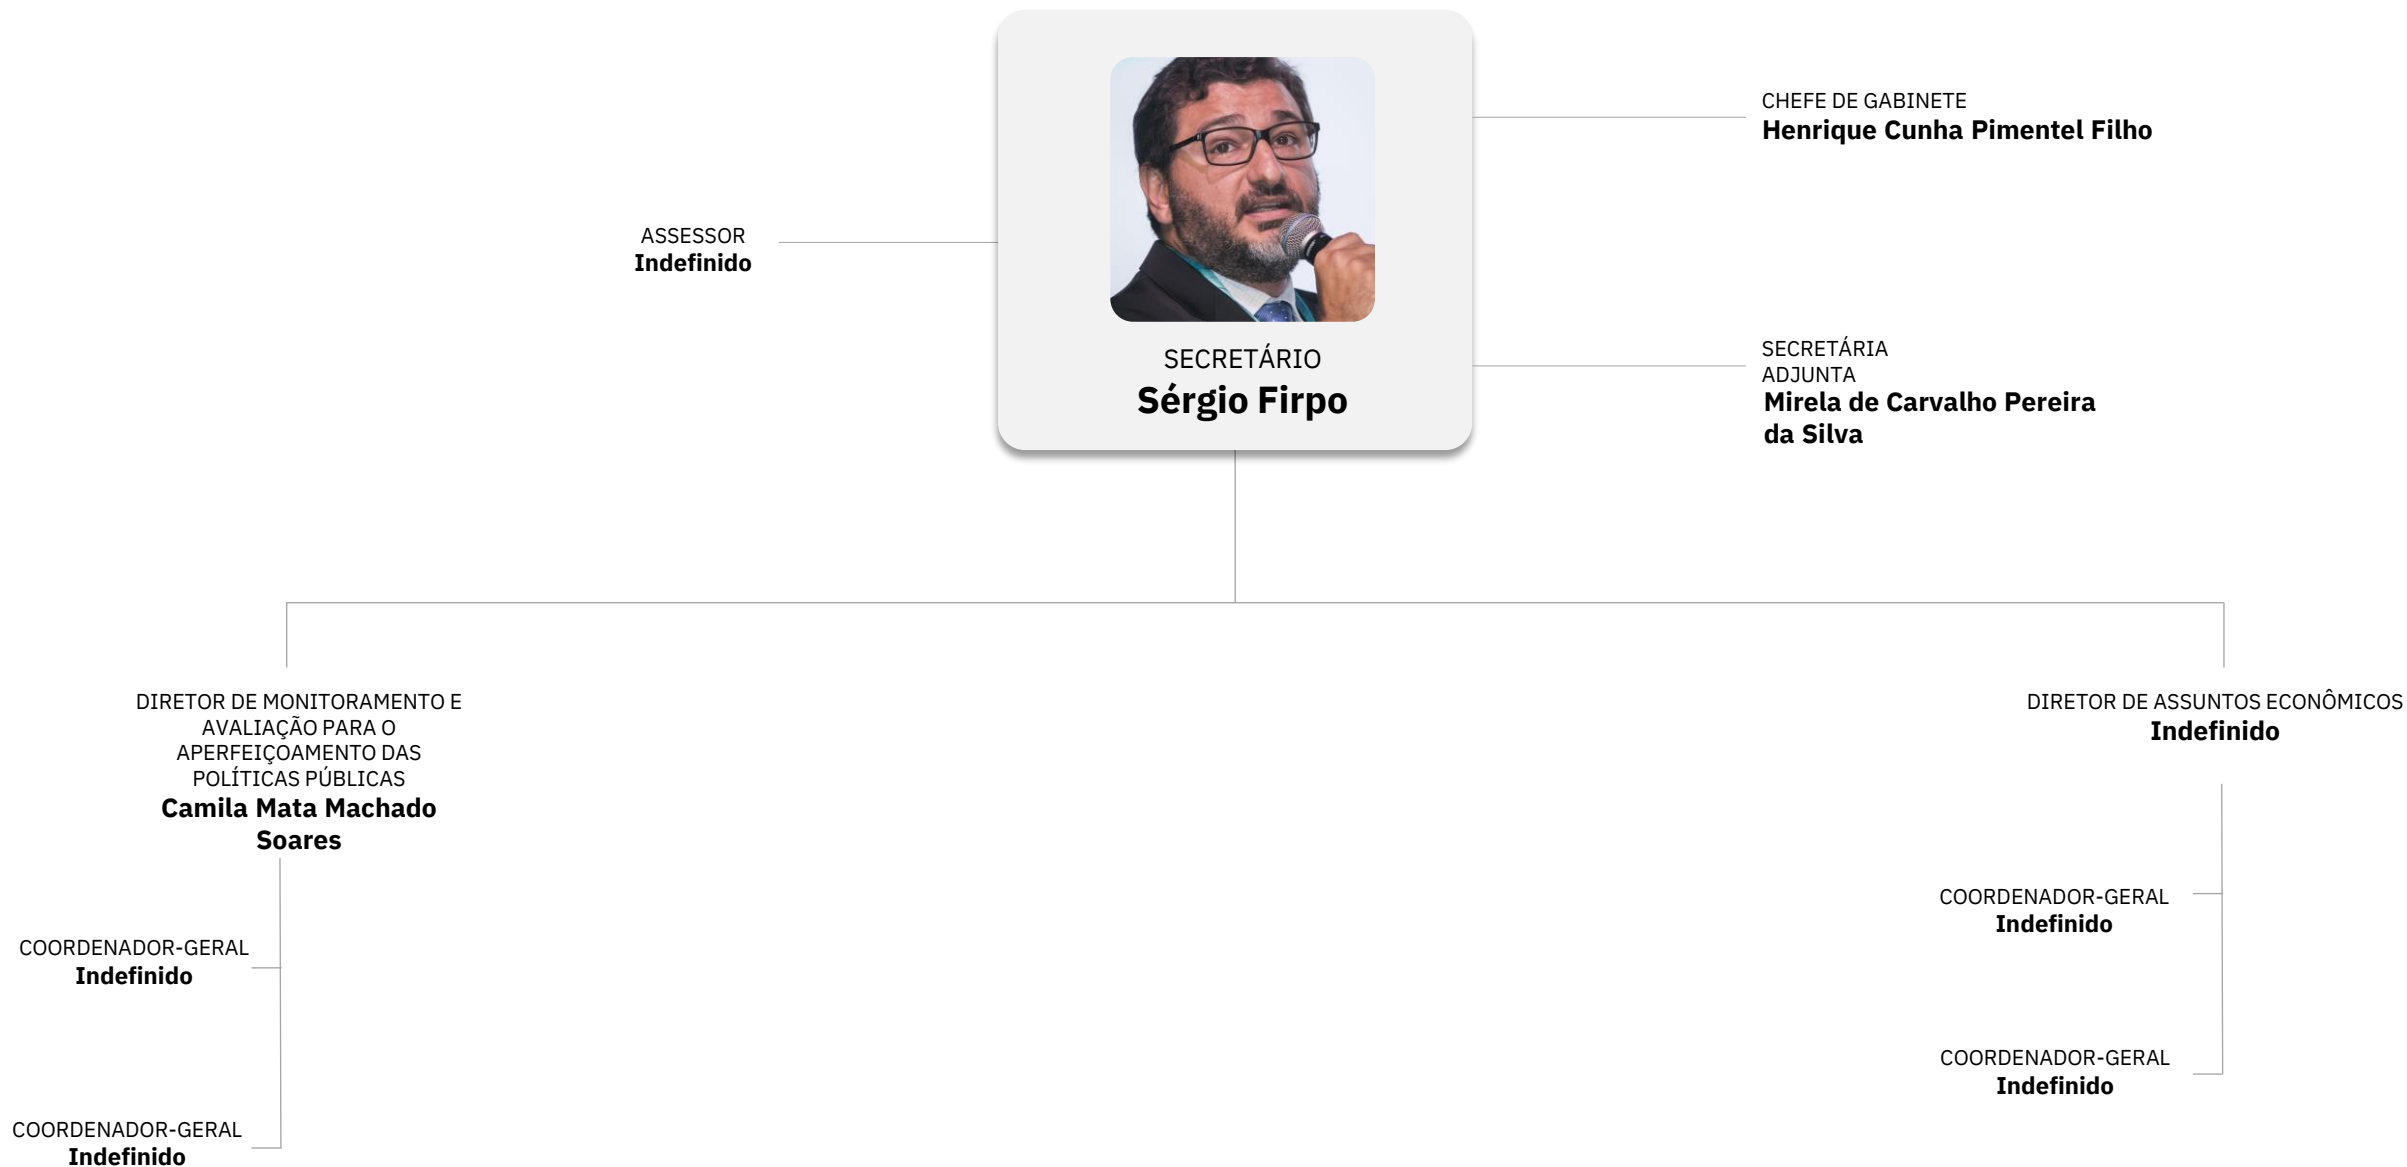 CHEFE DE GABINETE
Henrique Cunha Pimentel Filho
ASSESSOR
Indefinido
SECRETÁRIO
Sérgio Firpo
SECRETÁRIA
ADJUNTA
Mirela de Carvalho Pereira
da Silva
DIRETOR DE MONITORAMENTO E
AVALIAÇÃO PARA O
APERFEIÇOAMENTO DAS
POLÍTICAS PÚBLICAS
Camila Mata Machado
Soares
DIRETOR DE ASSUNTOS ECONÔMICOS
Indefinido
COORDENADOR-GERAL
Indefinido
COORDENADOR-GERAL
Indefinido
COORDENADOR-GERAL
Indefinido
COORDENADOR-GERAL
Indefinido